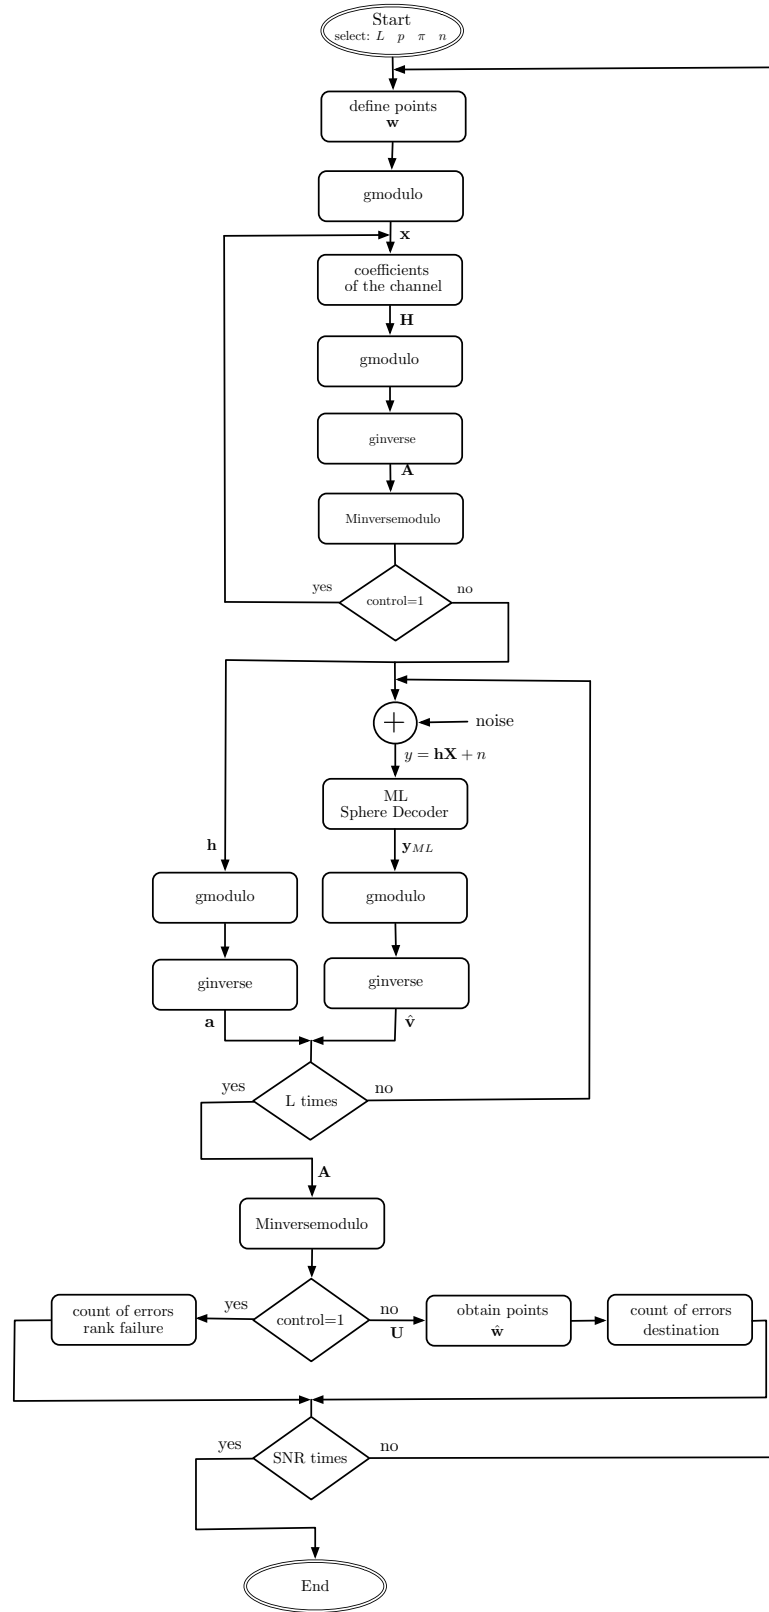 Start
select: L p π n
define points
w
gmodulo
x
coefficients
of the channel
H
gmodulo
ginverse
A
Minversemodulo
yes
control=1
no
+
noise
y = hX + n
ML
Sphere Decoder
h
y_{ML}
gmodulo
gmodulo
ginverse
ginverse
a
v̂
yes
L times
no
A
Minversemodulo
count of errors
rank failure
yes
control=1
no
U
obtain points
ŵ
count of errors
destination
yes
SNR times
no
End